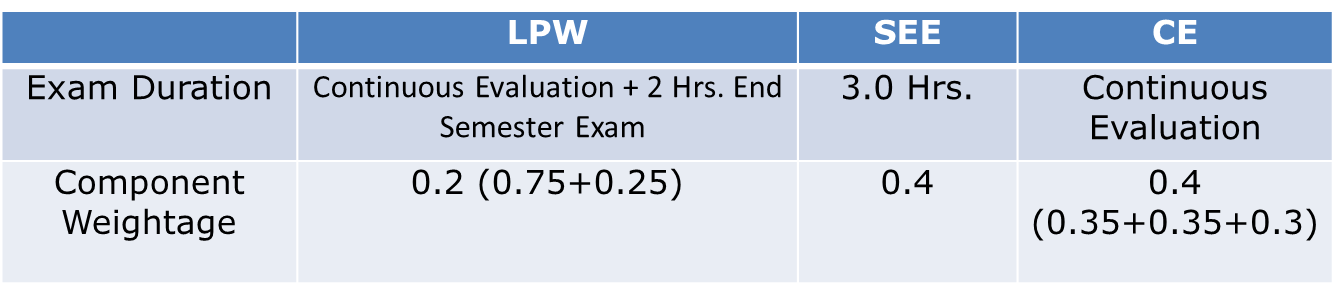 LPW SEE CE
Exam Duration Continuous Evaluation + 2 Hrs. End Semester Exam 3.0 Hrs. Continuous Evaluation
Component Weightage 0.2 (0.75+0.25) 0.4 0.4 (0.35+0.35+0.3)